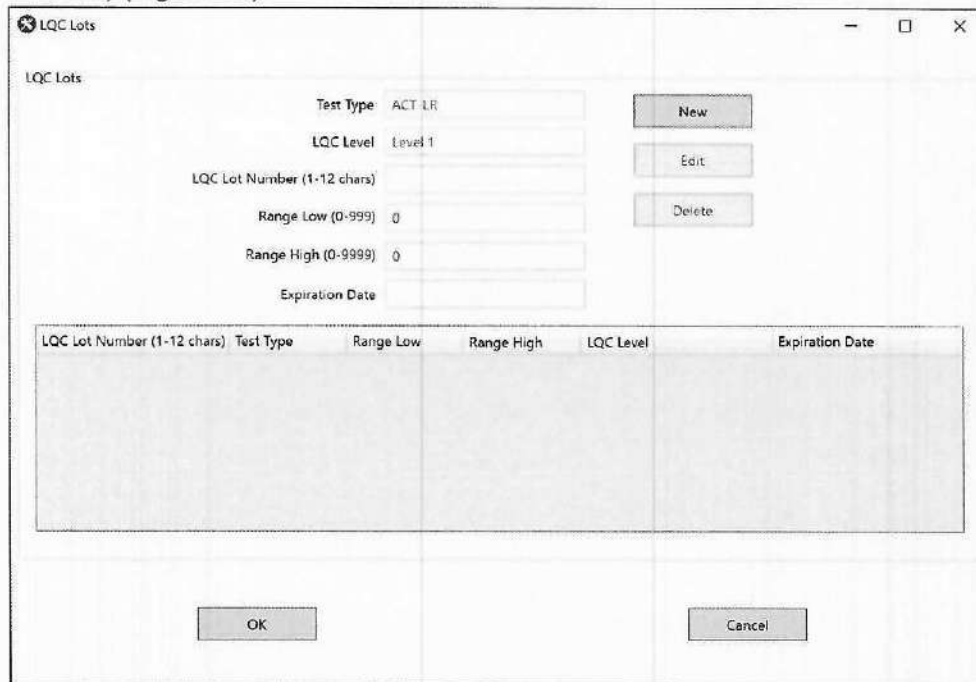 LQC Lots
LQC Lots
Test Type ACT-LR New
LQC Level Level 1 Edit
LQC Lot Number (1-12 chars)
Range Low (0-999) 0 Delete
Range High (0-9999) 0
Expiration Date
LQC Lot Number (1-12 chars) Test Type Range Low Range High LQC Level Expiration Date
OK Cancel